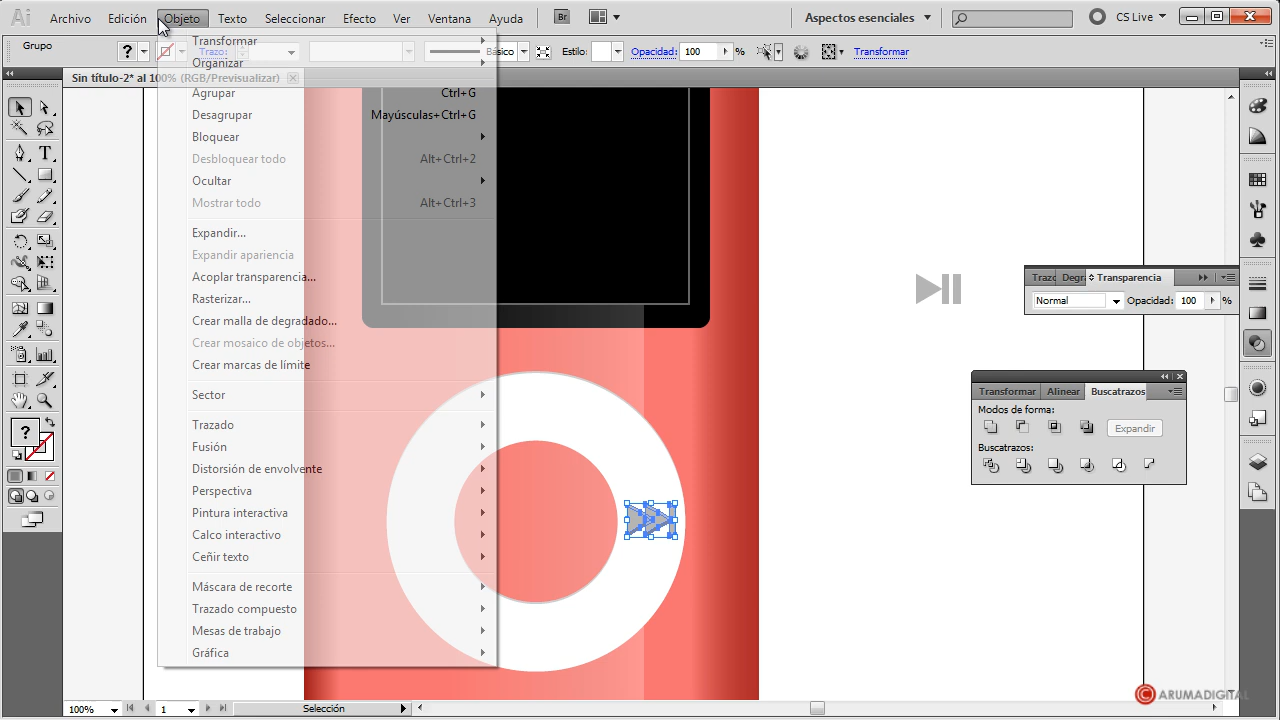 Ai Archivo Edición Objeto Texto Seleccionar Efecto Ver Ventana Ayuda Br Aspectos esenciales CS Live
Grupo ? Trazo: Básico Estilo: Opacidad: 100 % Transformar
Sin título-2* al 100% (RGB/Previsualizar)
Transformar
Organizar
Agrupar Ctrl+G
Desagrupar Mayúsculas+Ctrl+G
Bloquear
Desbloquear todo Alt+Ctrl+2
Ocultar
Mostrar todo Alt+Ctrl+3
Expandir...
Expandir apariencia
Acoplar transparencia...
Rasterizar...
Crear malla de degradado...
Crear mosaico de objetos...
Crear marcas de límite
Sector
Trazado
Fusión
Distorsión de envolvente
Perspectiva
Pintura interactiva
Calco interactivo
Ceñir texto
Máscara de recorte
Trazado compuesto
Mesas de trabajo
Gráfica
T
?
Trazo Degra Transparencia
Normal Opacidad: 100 %
Transformar Alinear Buscatrazos
Modos de forma:
Expandir
Buscatrazos:
100% 1 Selección
C ARUMADIGITAL